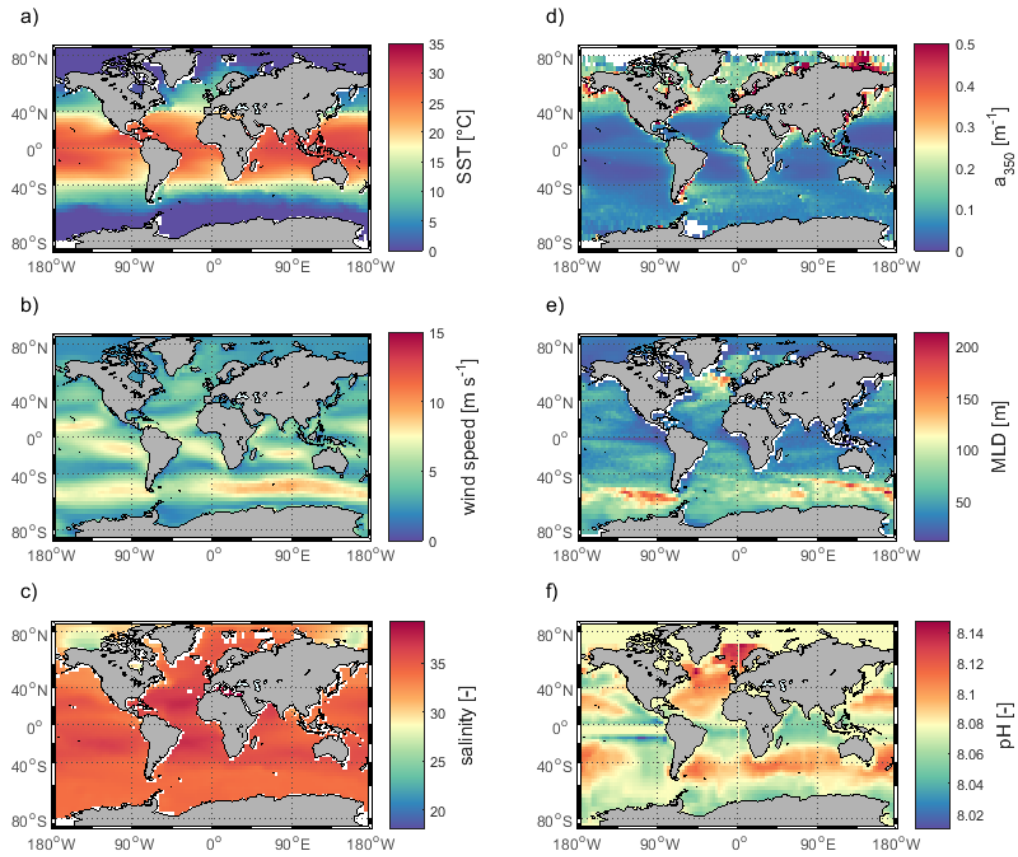 a)
80°N
40°N
0°
40°S
80°S
180°W
90°W
0°
90°E
180°W
35
30
25
20
15
10
5
0
SST [°C]
d)
80°N
40°N
0°
40°S
80°S
180°W
90°W
0°
90°E
180°W
0.5
0.4
0.3
0.2
0.1
0
a350 [m-1]
b)
80°N
40°N
0°
40°S
80°S
180°W
90°W
0°
90°E
180°W
15
10
5
0
wind speed [m s-1]
e)
80°N
40°N
0°
40°S
80°S
180°W
90°W
0°
90°E
180°W
200
150
100
50
MLD [m]
c)
80°N
40°N
0°
40°S
80°S
180°W
90°W
0°
90°E
180°W
35
30
25
20
salinity [-]
f)
80°N
40°N
0°
40°S
80°S
180°W
90°W
0°
90°E
180°W
8.14
8.12
8.1
8.08
8.06
8.04
8.02
pH [-]